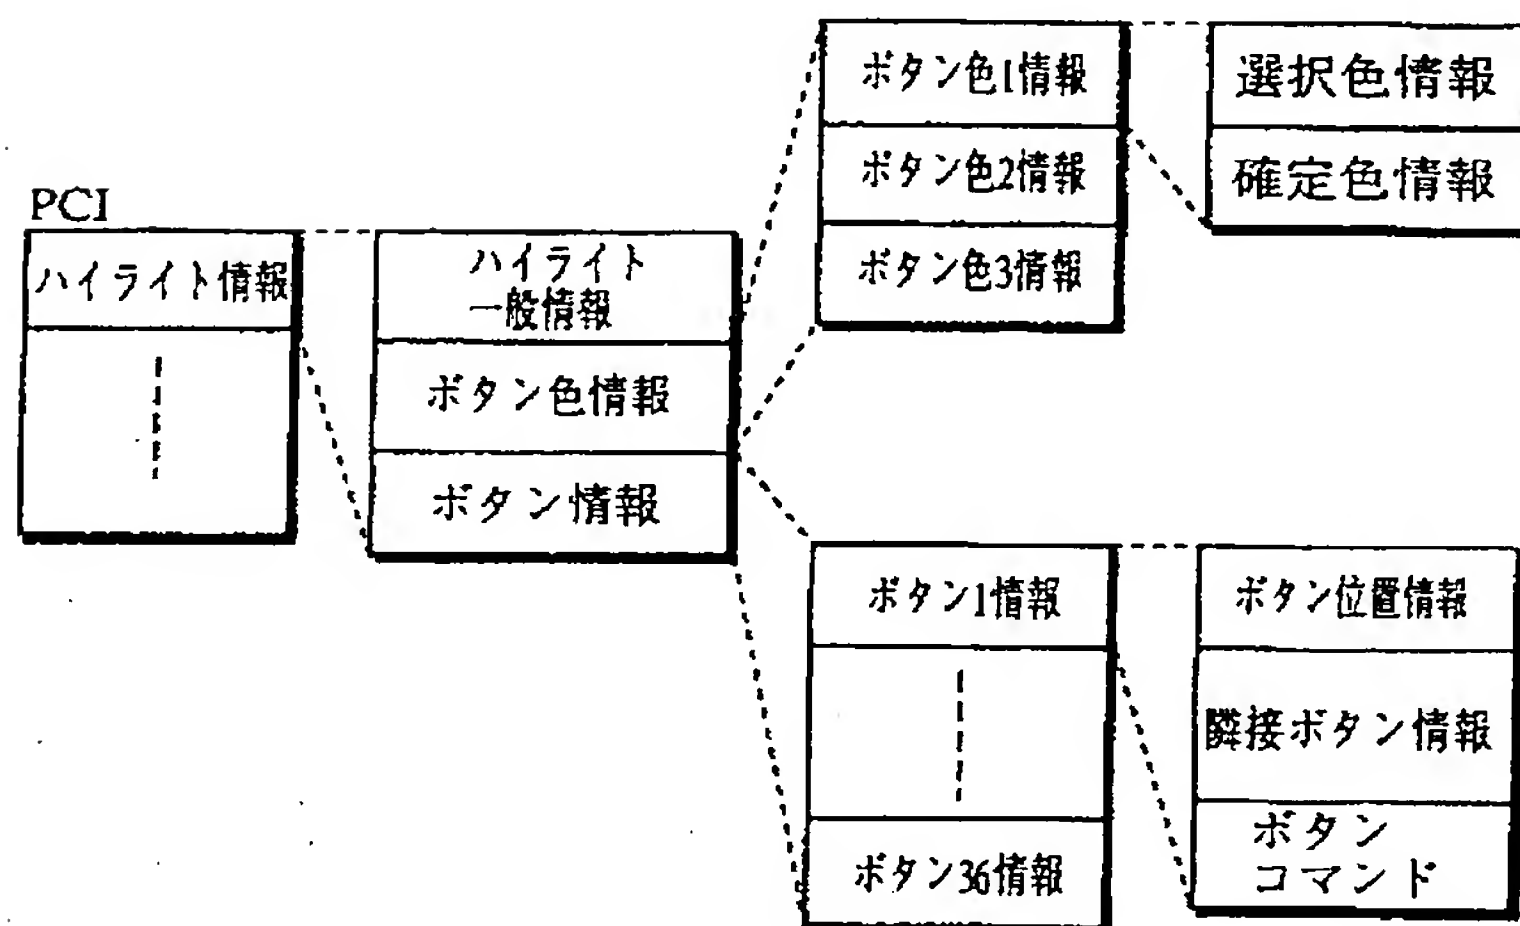 PCI
ハイライト情報
ハイライト
一般情報
ボタン色情報
ボタン情報
ボタン色1情報
ボタン色2情報
ボタン色3情報
選択色情報
確定色情報
ボタン1情報
ボタン36情報
ボタン位置情報
隣接ボタン情報
ボタン
コマンド